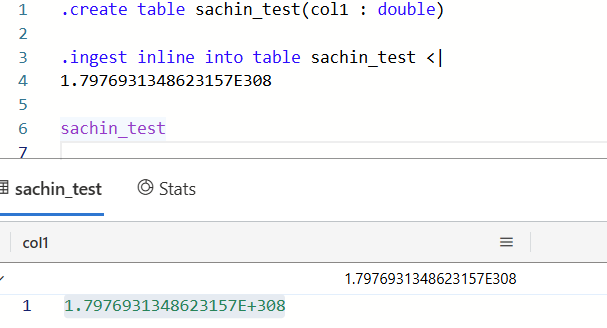 1 .create table sachin_test(col1 : double)
2
3 .ingest inline into table sachin_test <|
4 1.7976931348623157E308
5
6 sachin_test
7
sachin_test Stats
col1
1.7976931348623157E308
1 1.7976931348623157E+308